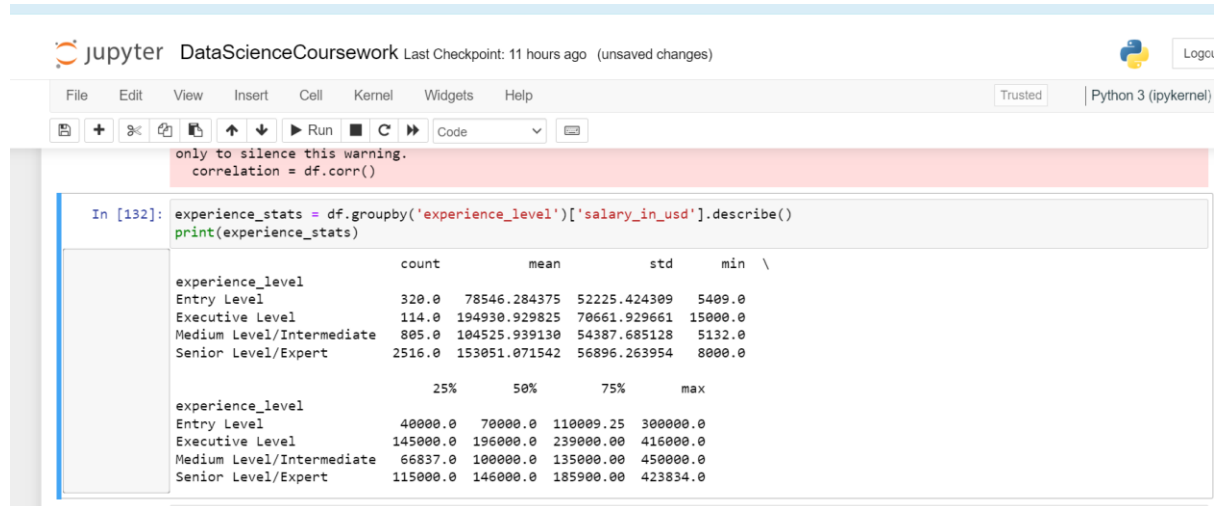 jupyter DataScienceCoursework Last Checkpoint: 11 hours ago (unsaved changes)
File Edit View Insert Cell Kernel Widgets Help Trusted Python 3 (ipykernel)
Run Code
only to silence this warning.
correlation = df.corr()
In [132]: experience_stats = df.groupby('experience_level')['salary_in_usd'].describe()
print(experience_stats)
count mean std min \
experience_level
Entry Level 320.0 78546.284375 52225.424309 5409.0
Executive Level 114.0 194930.929825 70661.929661 15000.0
Medium Level/Intermediate 805.0 104525.939130 54387.685128 5132.0
Senior Level/Expert 2516.0 153051.071542 56896.263954 8000.0
25% 50% 75% max
experience_level
Entry Level 40000.0 70000.0 110009.25 300000.0
Executive Level 145000.0 196000.0 239000.00 416000.0
Medium Level/Intermediate 66837.0 100000.0 135000.00 450000.0
Senior Level/Expert 115000.0 146000.0 185900.00 423834.0